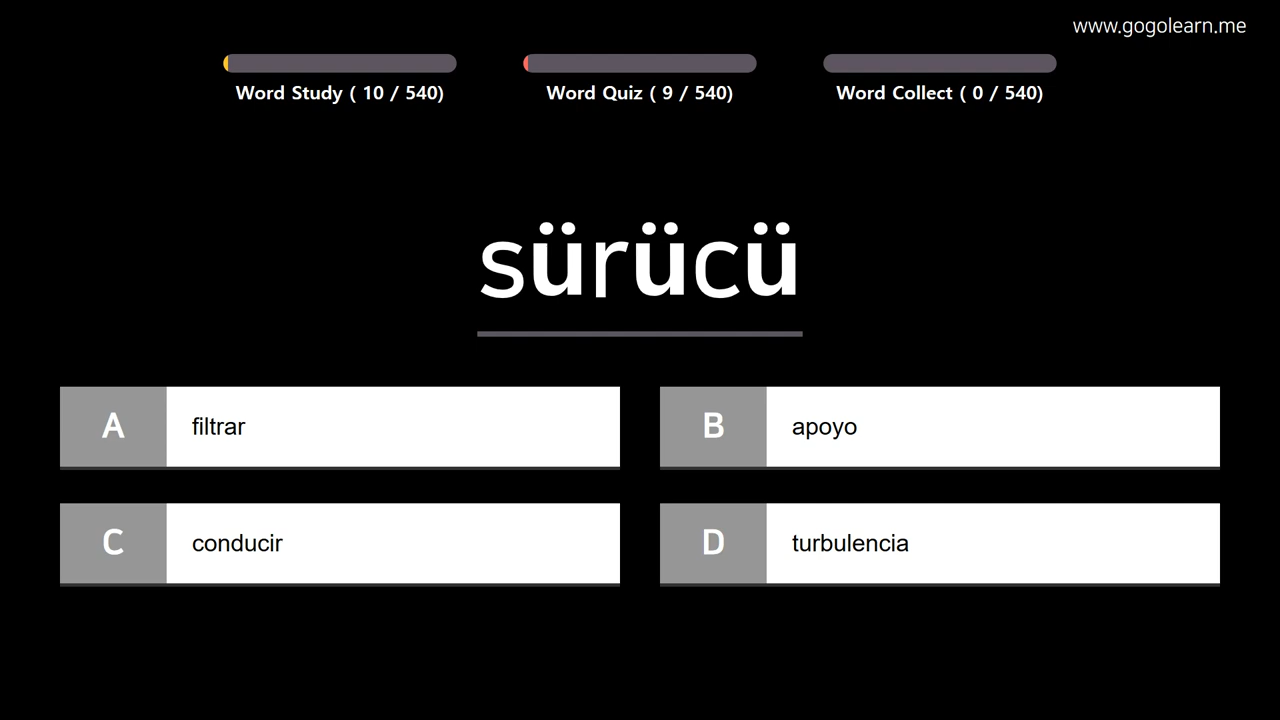 www.gogolearn.me
Word Study ( 10 / 540)
Word Quiz ( 9 / 540)
Word Collect ( 0 / 540)
sürücü
A filtrar
B apoyo
C conducir
D turbulencia